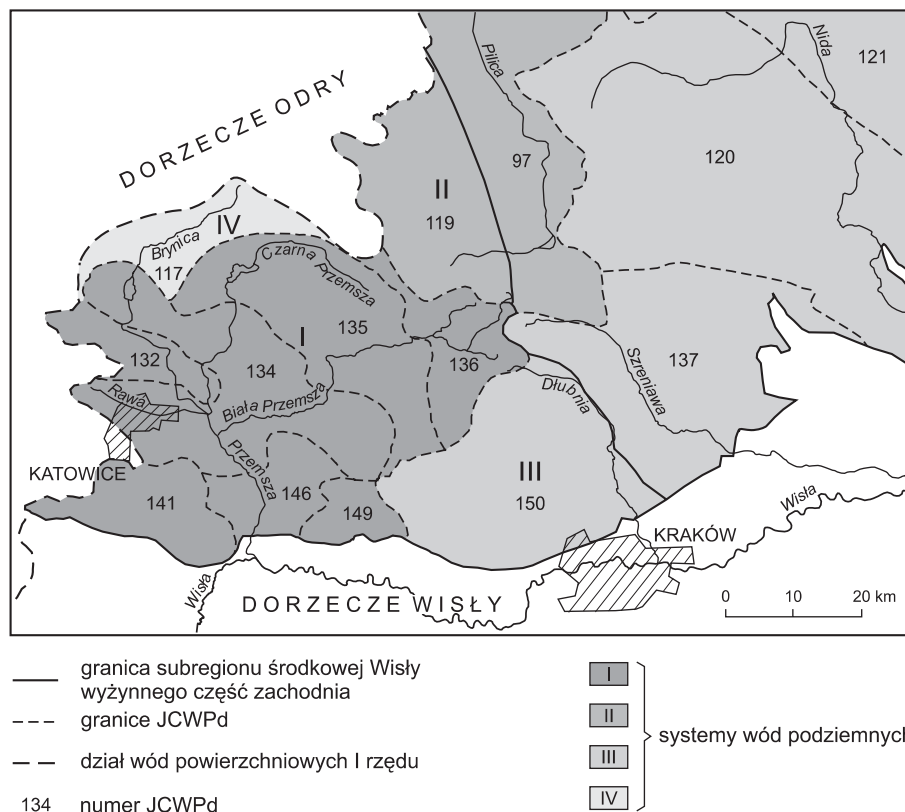 DORZECZE ODRY
Pilica
Nida
121
97
120
II
119
Brynica
IV
117
Czarna Przemsza
I
135
132
134
136
137
Szreniawa
Dłubnia
Rawa
Biała Przemsza
Przemsza
KATOWICE
III
141
146
149
150
Wisła
KRAKÓW
Wisła
DORZECZE WISŁY
0 10 20 km
granica subregionu środkowej Wisły
wyżynnego część zachodnia
granice JCWPd
dział wód powierzchniowych I rzędu
134 numer JCWPd
I
II
III
IV
systemy wód podziemnych